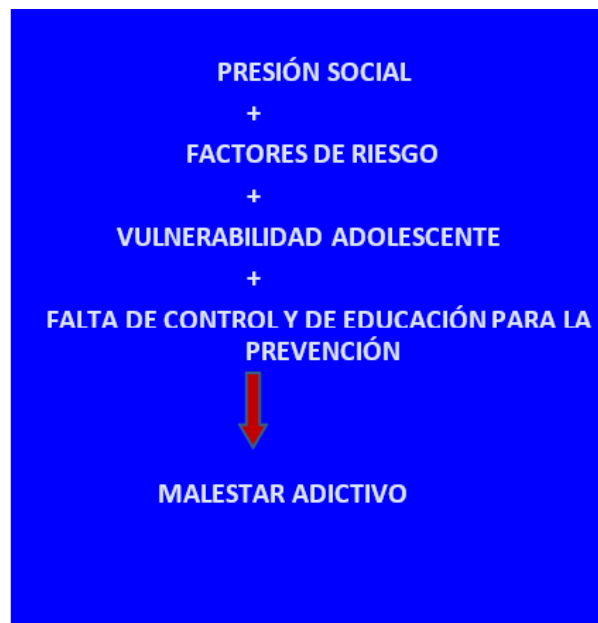 PRESIÓN SOCIAL
+
FACTORES DE RIESGO
+
VULNERABILIDAD ADOLESCENTE
+
FALTA DE CONTROL Y DE EDUCACIÓN PARA LA
PREVENCIÓN
MALESTAR ADICTIVO